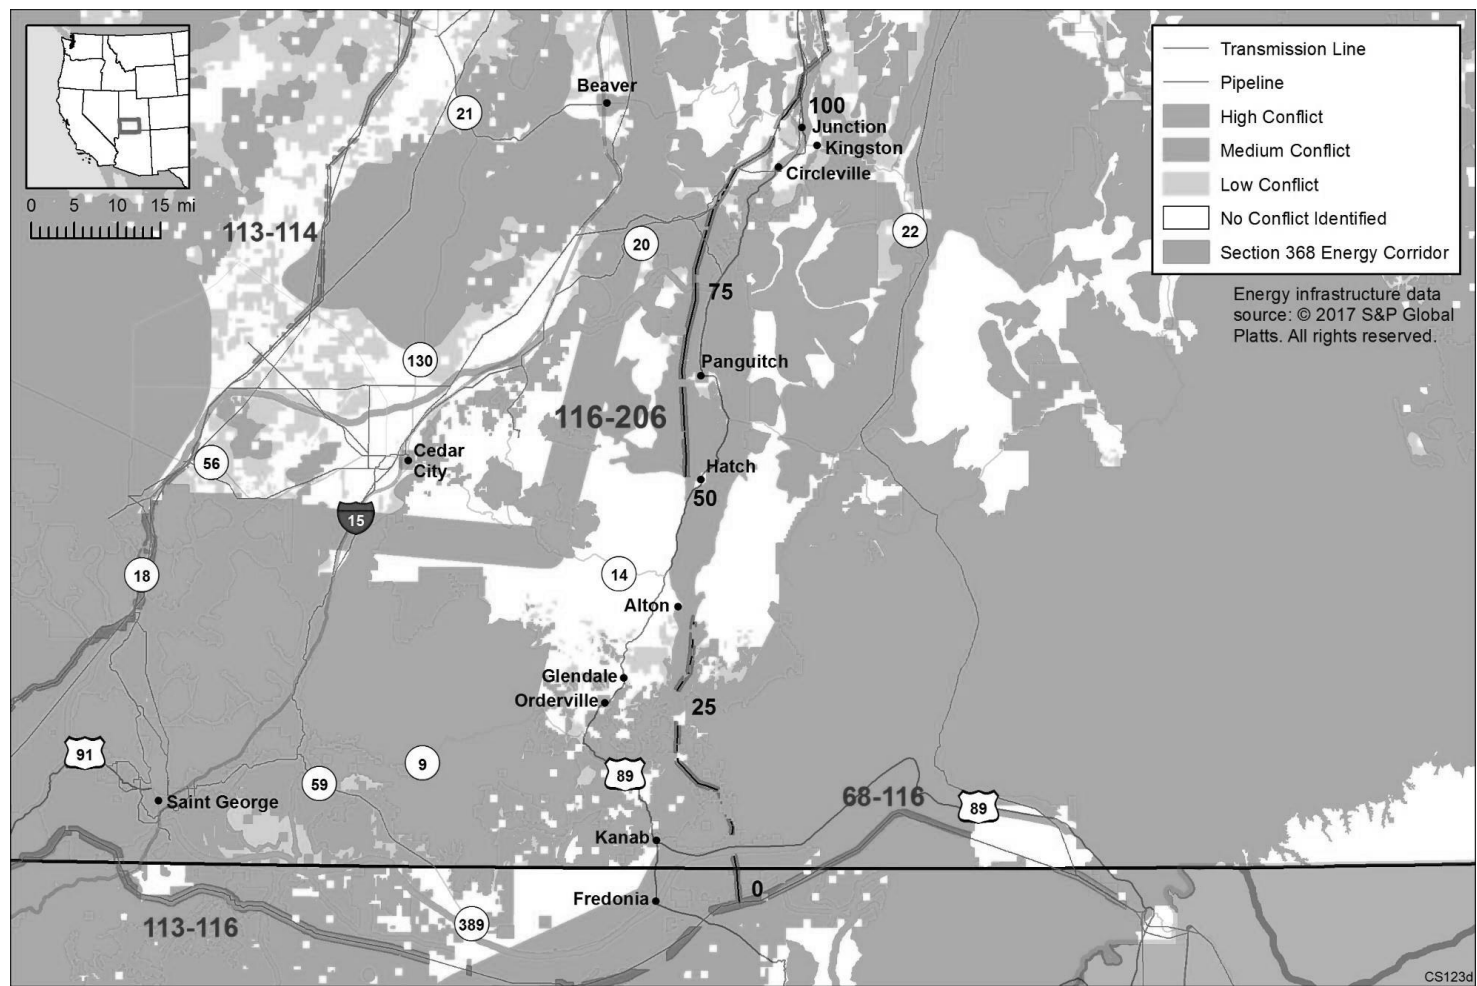 Beaver
21
100
Junction
Kingston
Circleville
Transmission Line
Pipeline
High Conflict
Medium Conflict
Low Conflict
No Conflict Identified
Section 368 Energy Corridor
0 5 10 15 mi
113-114
20
22
75
Energy infrastructure data
source: © 2017 S&P Global
Platts. All rights reserved.
130
Panguitch
116-206
56
Cedar
City
Hatch
50
15
18
14
Alton
Glendale
Orderville
25
91
9
59
89
Saint George
68-116
89
Kanab
0
Fredonia
113-116
389
CS123d